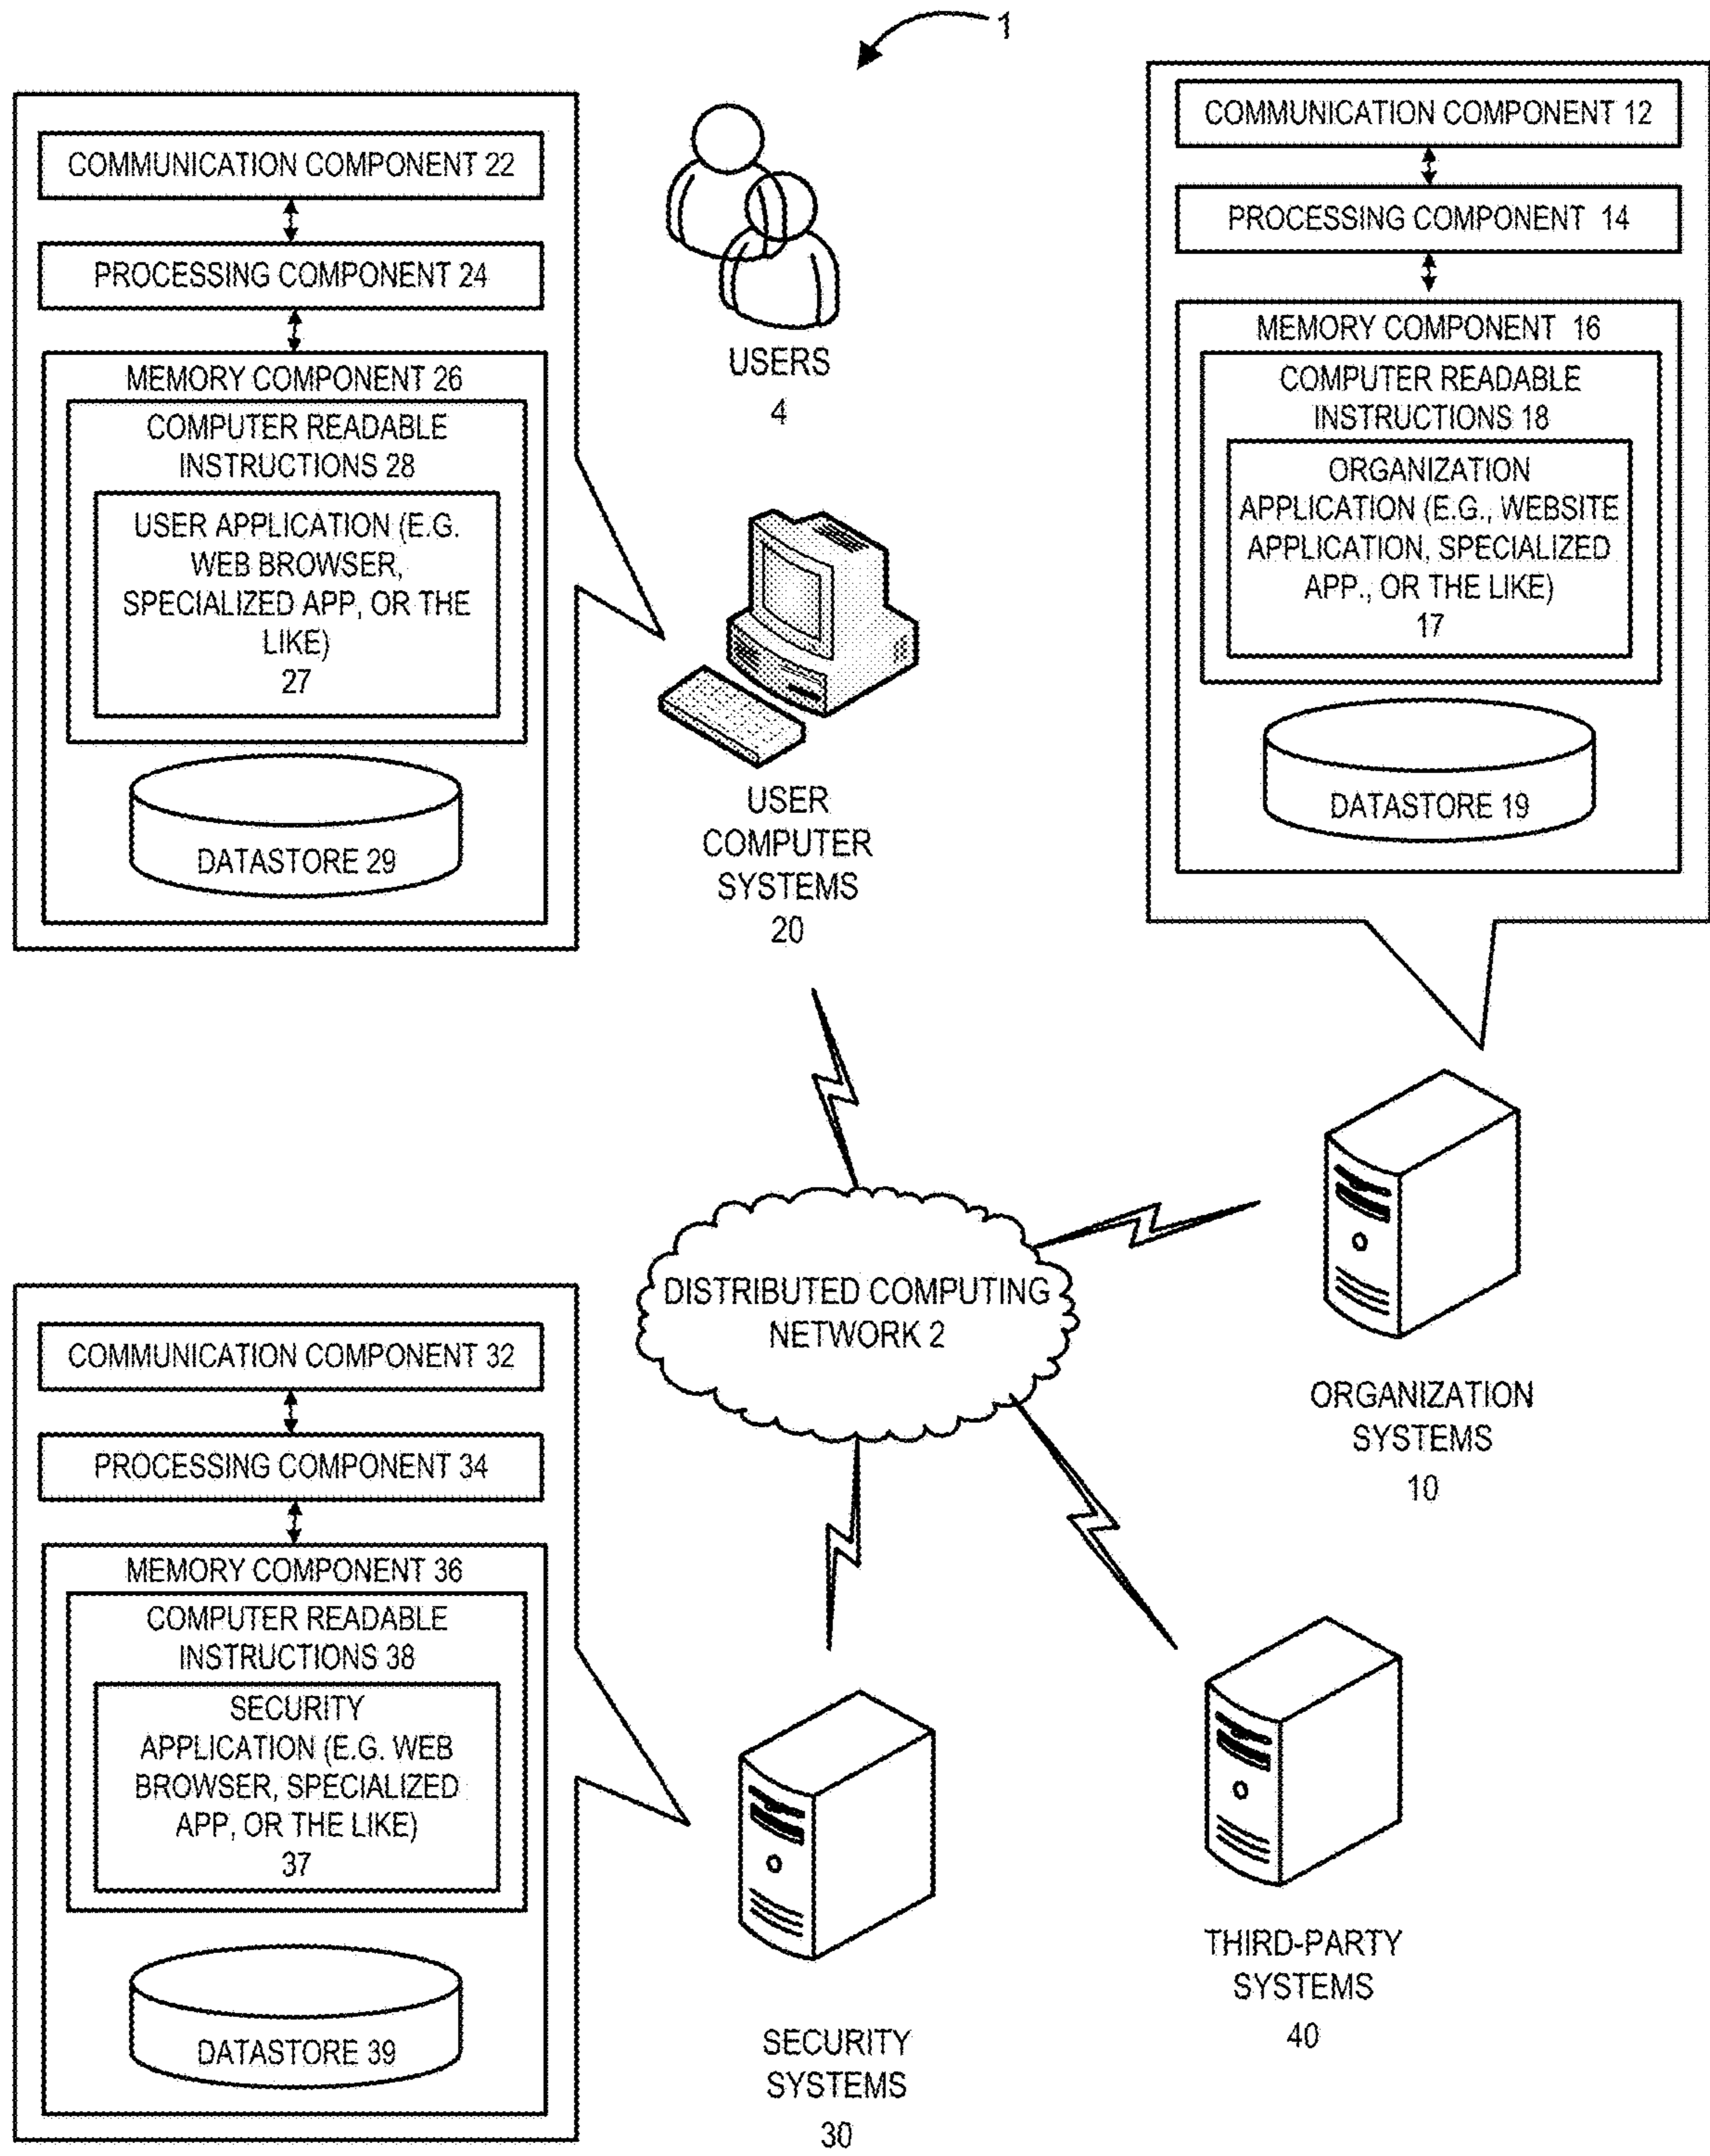 1
COMMUNICATION COMPONENT 22
PROCESSING COMPONENT 24
MEMORY COMPONENT 26
COMPUTER READABLE
INSTRUCTIONS 28
USER APPLICATION (E.G.
WEB BROWSER,
SPECIALIZED APP, OR THE
LIKE)
27
DATASTORE 29
USERS
4
USER
COMPUTER
SYSTEMS
20
COMMUNICATION COMPONENT 12
PROCESSING COMPONENT 14
MEMORY COMPONENT 16
COMPUTER READABLE
INSTRUCTIONS 18
ORGANIZATION
APPLICATION (E.G., WEBSITE
APPLICATION, SPECIALIZED
APP., OR THE LIKE)
17
DATASTORE 19
DISTRIBUTED COMPUTING
NETWORK 2
ORGANIZATION
SYSTEMS
10
COMMUNICATION COMPONENT 32
PROCESSING COMPONENT 34
MEMORY COMPONENT 36
COMPUTER READABLE
INSTRUCTIONS 38
SECURITY
APPLICATION (E.G. WEB
BROWSER, SPECIALIZED
APP, OR THE LIKE)
37
DATASTORE 39
SECURITY
SYSTEMS
30
THIRD-PARTY
SYSTEMS
40